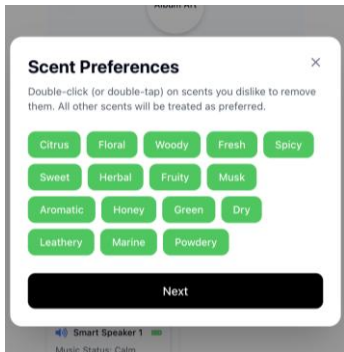 Album Art
Scent Preferences
Double-click (or double-tap) on scents you dislike to remove
them. All other scents will be treated as preferred.
Citrus Floral Woody Fresh Spicy
Sweet Herbal Fruity Musk
Aromatic Honey Green Dry
Leathery Marine Powdery
Next
Smart Speaker 1
Music Status: Calm